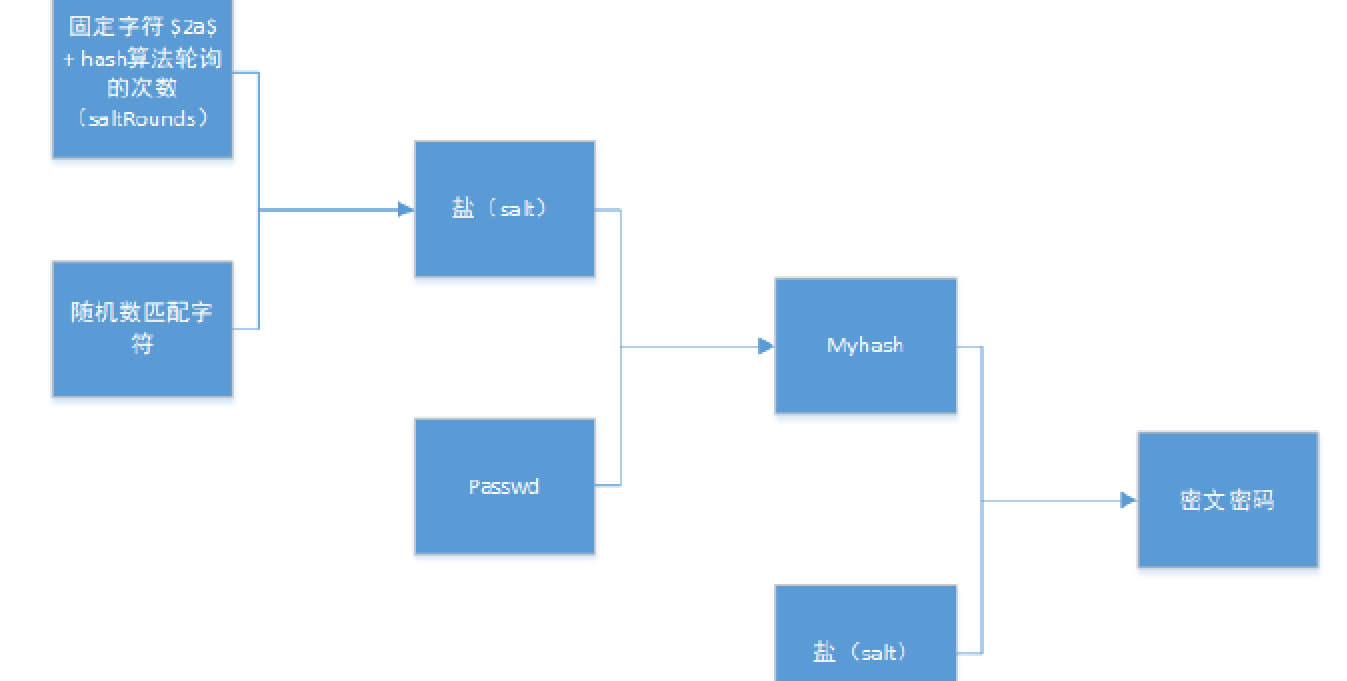 固定字符 $2a$
+ hash算法轮询
的次数
（saltRounds）
随机数匹配字
符
盐（salt）
Passwd
Myhash
盐（salt）
密文密码